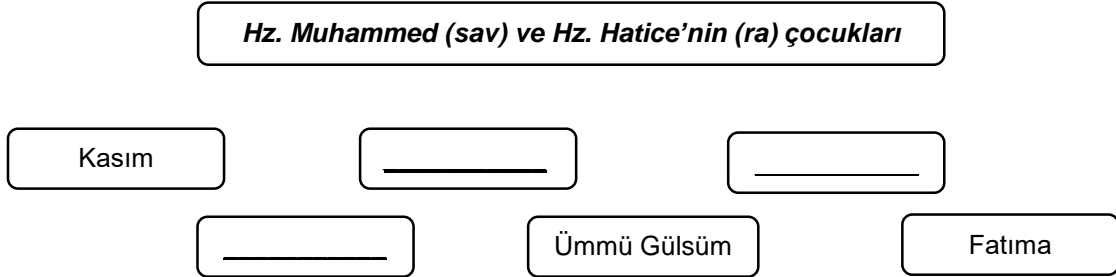 Hz. Muhammed (sav) ve Hz. Hatice’nin (ra) çocukları
Kasım
Ümmü Gülsüm
Fatıma